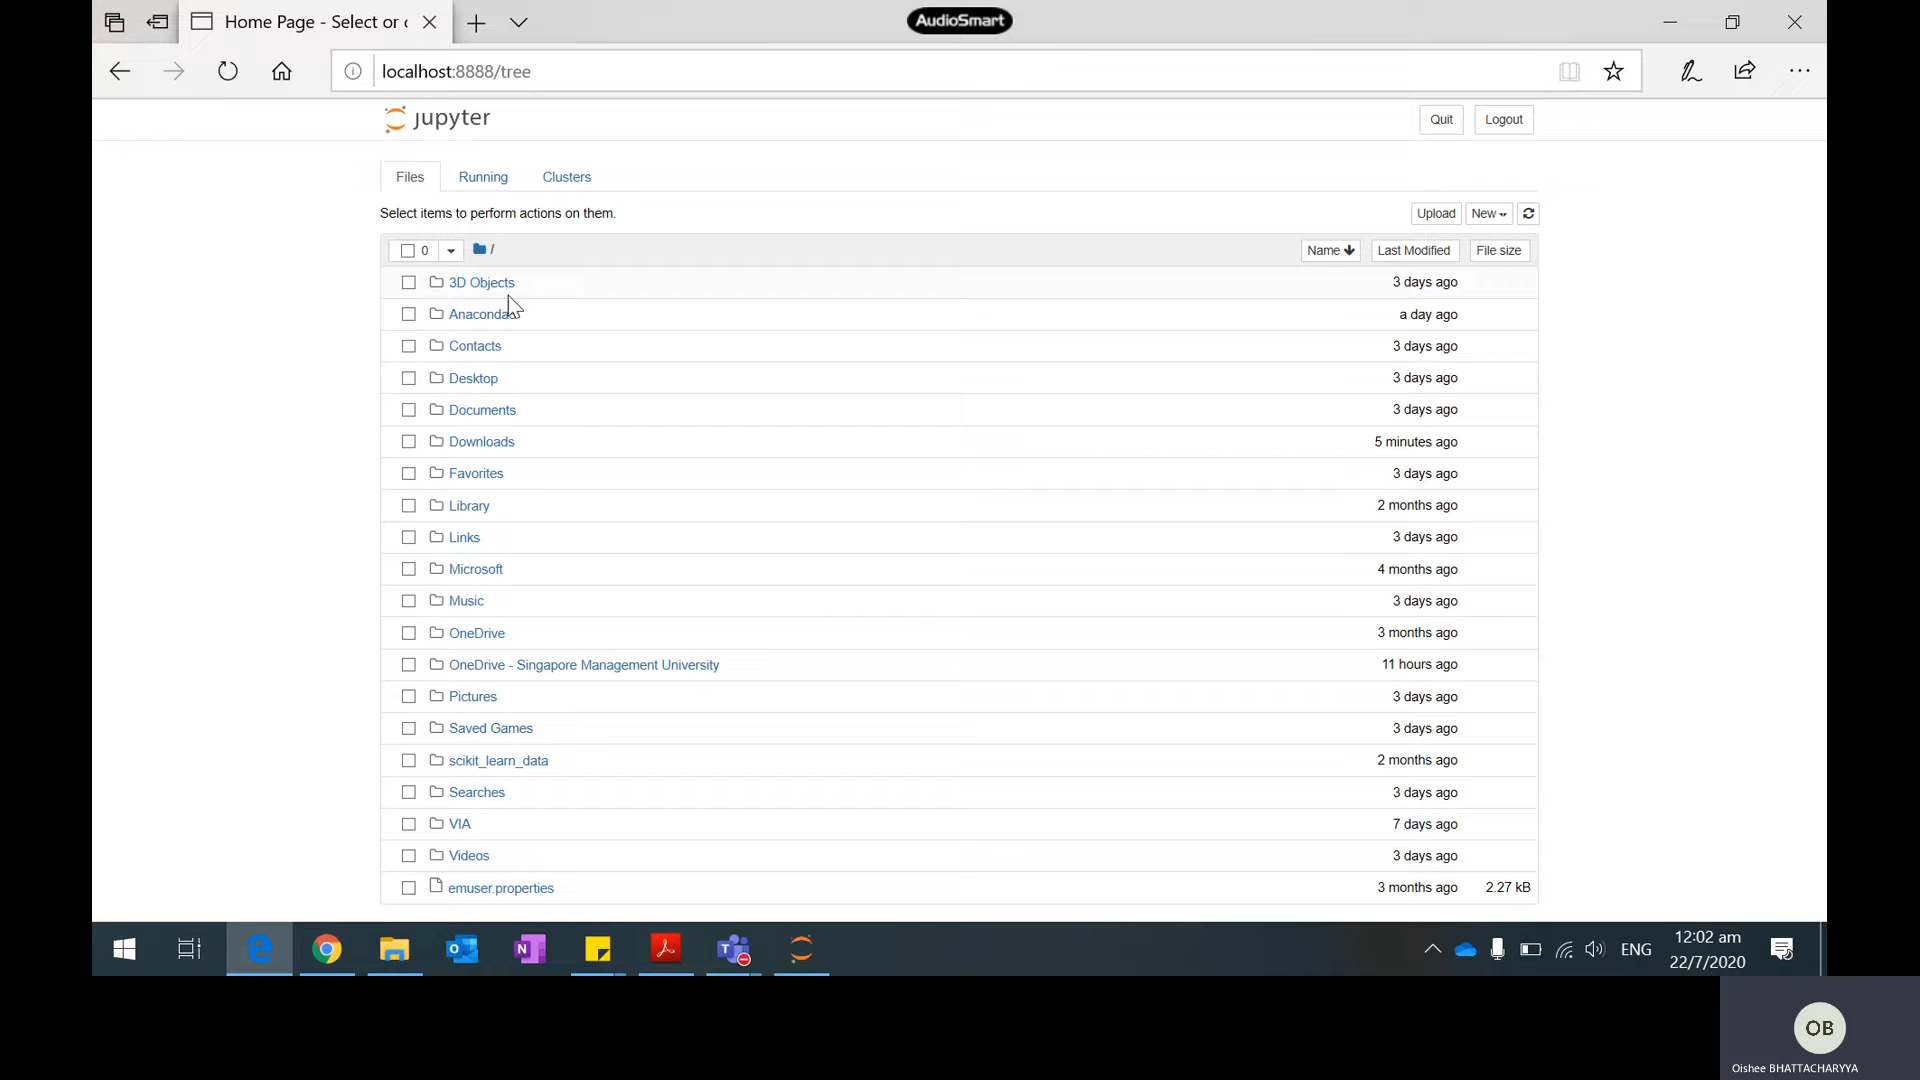 Home Page - Select or c
AudioSmart
localhost:8888/tree
jupyter
Quit
Logout
Files
Running
Clusters
Select items to perform actions on them.
Upload
New
0
/
Name
Last Modified
File size
3D Objects
3 days ago
Anaconda
a day ago
Contacts
3 days ago
Desktop
3 days ago
Documents
3 days ago
Downloads
5 minutes ago
Favorites
3 days ago
Library
2 months ago
Links
3 days ago
Microsoft
4 months ago
Music
3 days ago
OneDrive
3 months ago
OneDrive - Singapore Management University
11 hours ago
Pictures
3 days ago
Saved Games
3 days ago
scikit_learn_data
2 months ago
Searches
3 days ago
VIA
7 days ago
Videos
3 days ago
emuser.properties
3 months ago
2.27 kB
ENG
12:02 am
22/7/2020
OB
Oishee BHATTACHARYYA